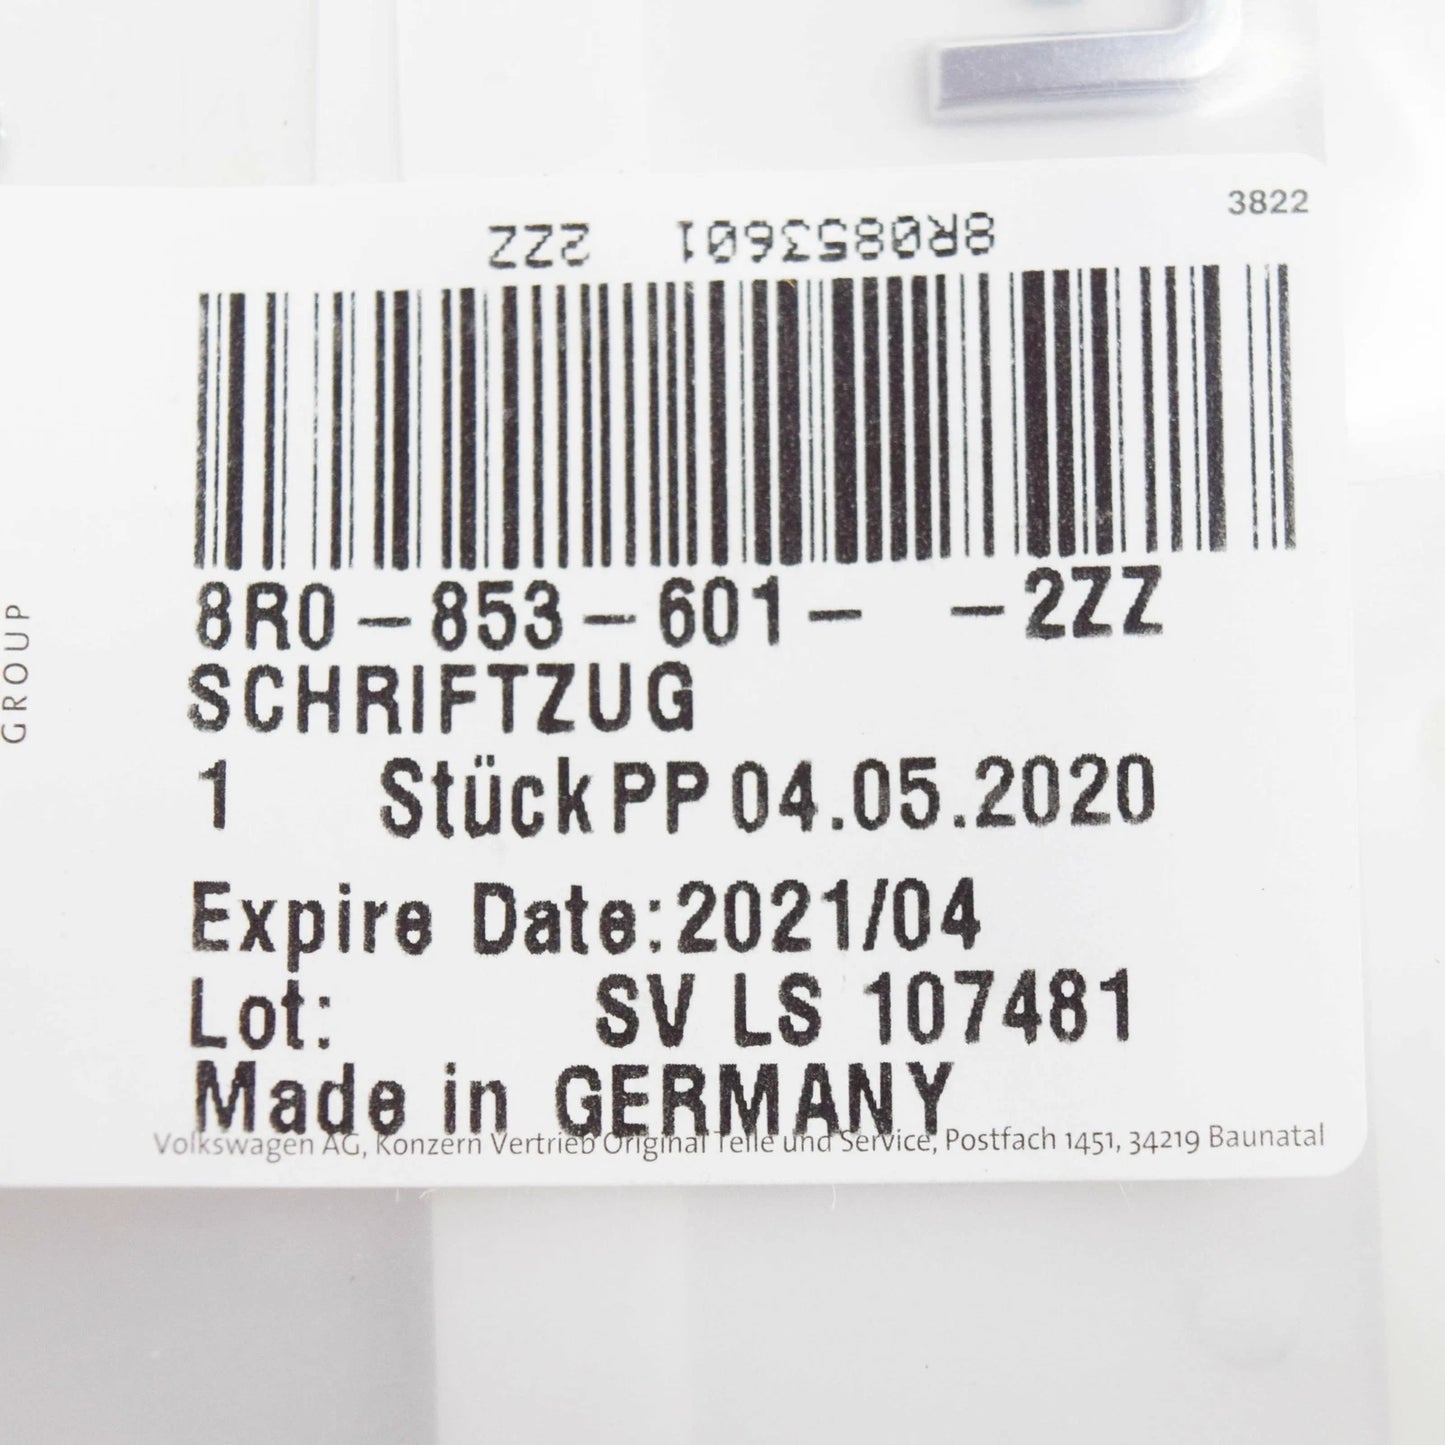 3822
8R0853601 2ZZ
8R0-853-601- -2ZZ
SCHRIFTZUG
1 Stück PP 04.05.2020
Expire Date:2021/04
Lot: SV LS 107481
Made in GERMANY
Volkswagen AG, Konzern Vertrieb Original Teile und Service, Postfach 1451, 34219 Baunatal
GROUP